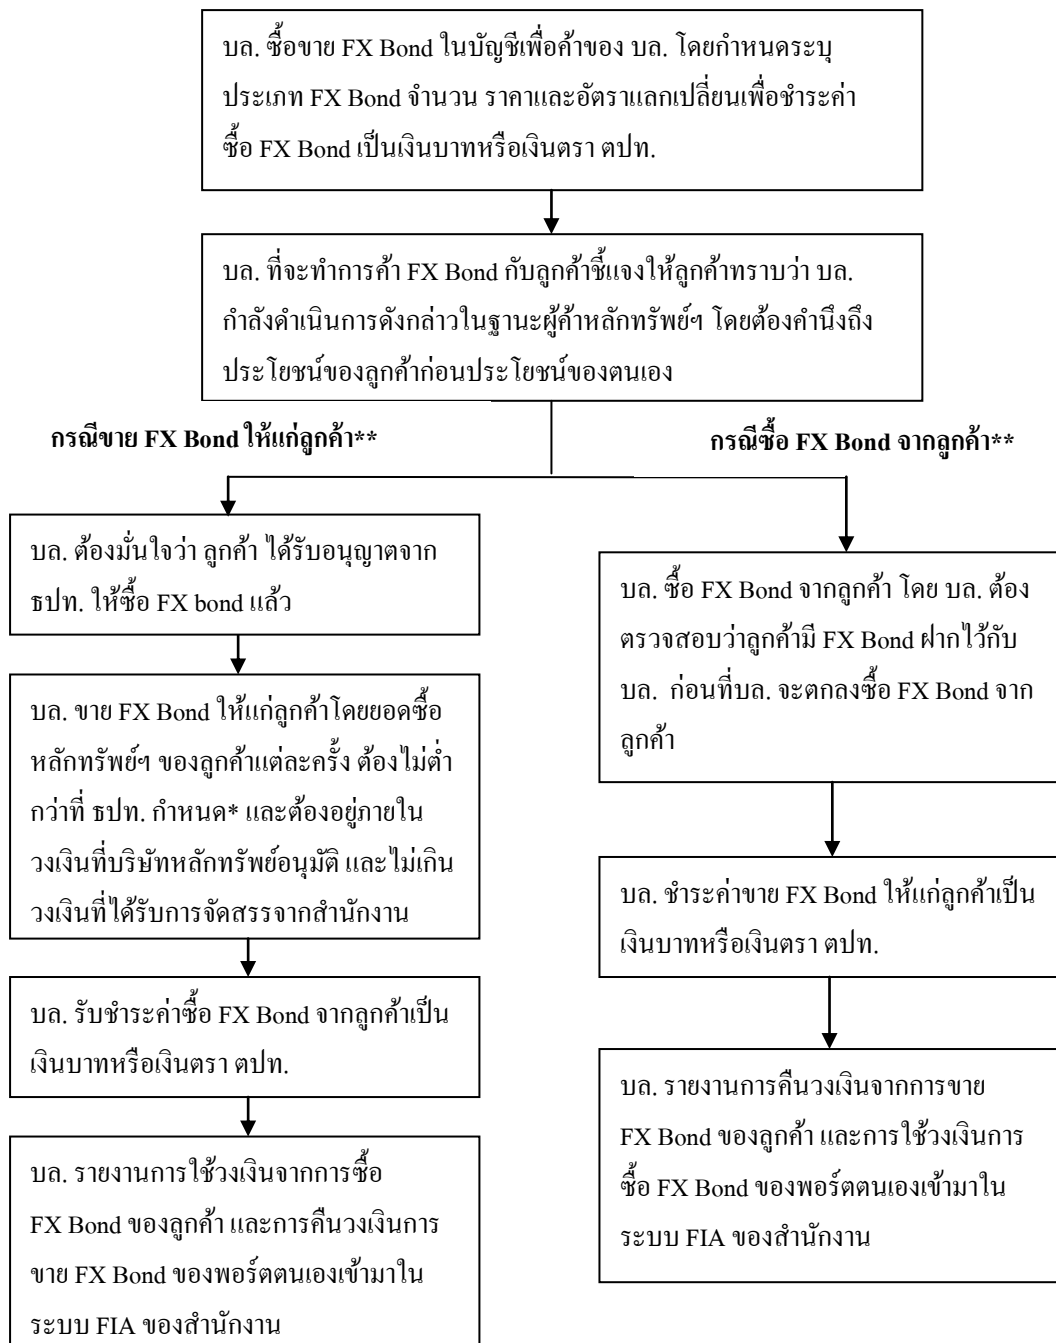 บล. ซื้อขาย FX Bond ในบัญชีเพื่อค้าของ บล. โดยกำหนดระบุ
ประเภท FX Bond จำนวน ราคาและอัตราแลกเปลี่ยนเพื่อชำระค่า
ซื้อ FX Bond เป็นเงินบาทหรือเงินตรา ตปท.
บล. ที่จะทำการค้า FX Bond กับลูกค้าชี้แจงให้ลูกค้าทราบว่า บล.
กำลังดำเนินการดังกล่าวในฐานะผู้ค้าหลักทรัพย์ฯ โดยต้องคำนึงถึง
ประโยชน์ของลูกค้าก่อนประโยชน์ของตนเอง
กรณีขาย FX Bond ให้แก่ลูกค้า**
บล. ต้องมั่นใจว่า ลูกค้า ได้รับอนุญาตจาก
ธปท. ให้ซื้อ FX bond แล้ว
บล. ขาย FX Bond ให้แก่ลูกค้าโดยยอดซื้อ
หลักทรัพย์ฯ ของลูกค้าแต่ละครั้ง ต้องไม่ต่ำ
กว่าที่ ธปท. กำหนด* และต้องอยู่ภายใน
วงเงินที่บริษัทหลักทรัพย์อนุมัติ และไม่เกิน
วงเงินที่ได้รับการจัดสรรจากสำนักงาน
บล. รับชำระค่าซื้อ FX Bond จากลูกค้าเป็น
เงินบาทหรือเงินตรา ตปท.
บล. รายงานการใช้วงเงินจากการซื้อ
FX Bond ของลูกค้า และการคืนวงเงินการ
ขาย FX Bond ของพอร์ตตนเองเข้ามาใน
ระบบ FIA ของสำนักงาน
กรณีซื้อ FX Bond จากลูกค้า**
บล. ซื้อ FX Bond จากลูกค้า โดย บล. ต้อง
ตรวจสอบว่าลูกค้ามี FX Bond ฝากไว้กับ
บล. ก่อนที่บล. จะตกลงซื้อ FX Bond จาก
ลูกค้า
บล. ชำระค่าขาย FX Bond ให้แก่ลูกค้าเป็น
เงินบาทหรือเงินตรา ตปท.
บล. รายงานการคืนวงเงินจากการขาย
FX Bond ของลูกค้า และการใช้วงเงินการ
ซื้อ FX Bond ของพอร์ตตนเองเข้ามาใน
ระบบ FIA ของสำนักงาน